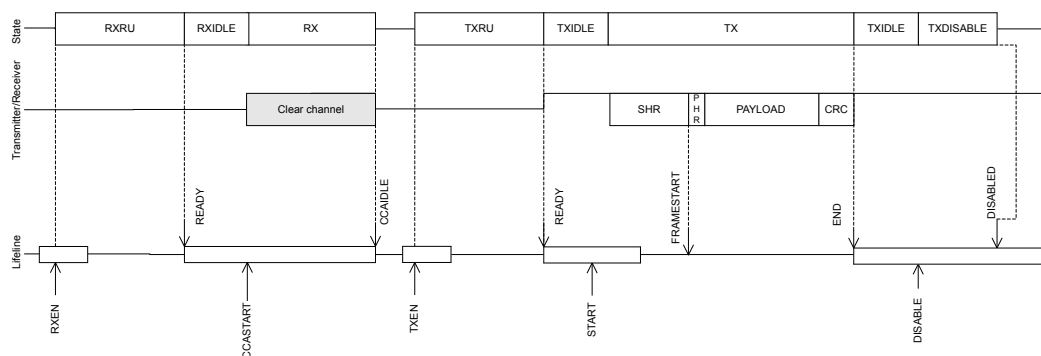 State
RXRU
RXIDLE
RX
TXRU
TXIDLE
TX
TXIDLE
TXDISABLE
Transmitter/Receiver
Clear channel
SHR
P
H
R
PAYLOAD
CRC
READY
CCAIDLE
READY
FRAMESTART
END
DISABLED
Lifeline
RXEN
CCASTART
TXEN
START
DISABLE